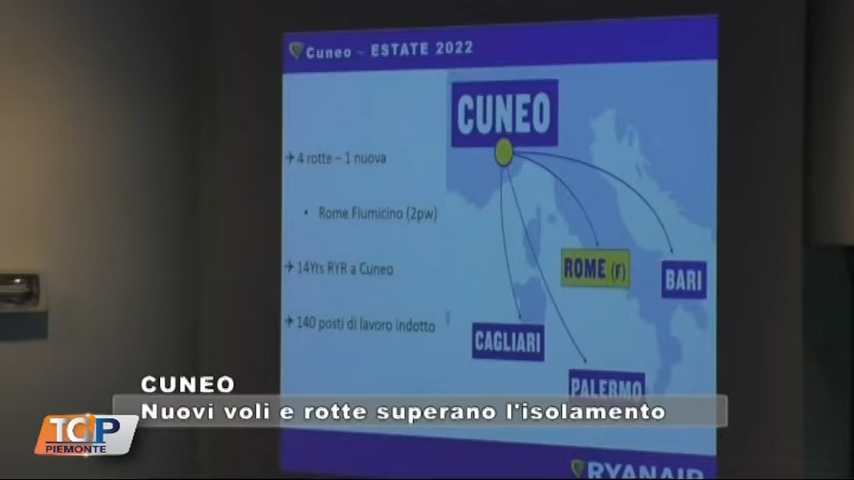 Cuneo – ESTATE 2022
CUNEO
4 rotte – 1 nuova
• Rome Fiumicino (2pw)
14Yrs RYR a Cuneo
140 posti di lavoro indotto
ROME (F)
BARI
CAGLIARI
PALERMO
CUNEO
Nuovi voli e rotte superano l'isolamento
TGP
PIEMONTE
RYANAIR